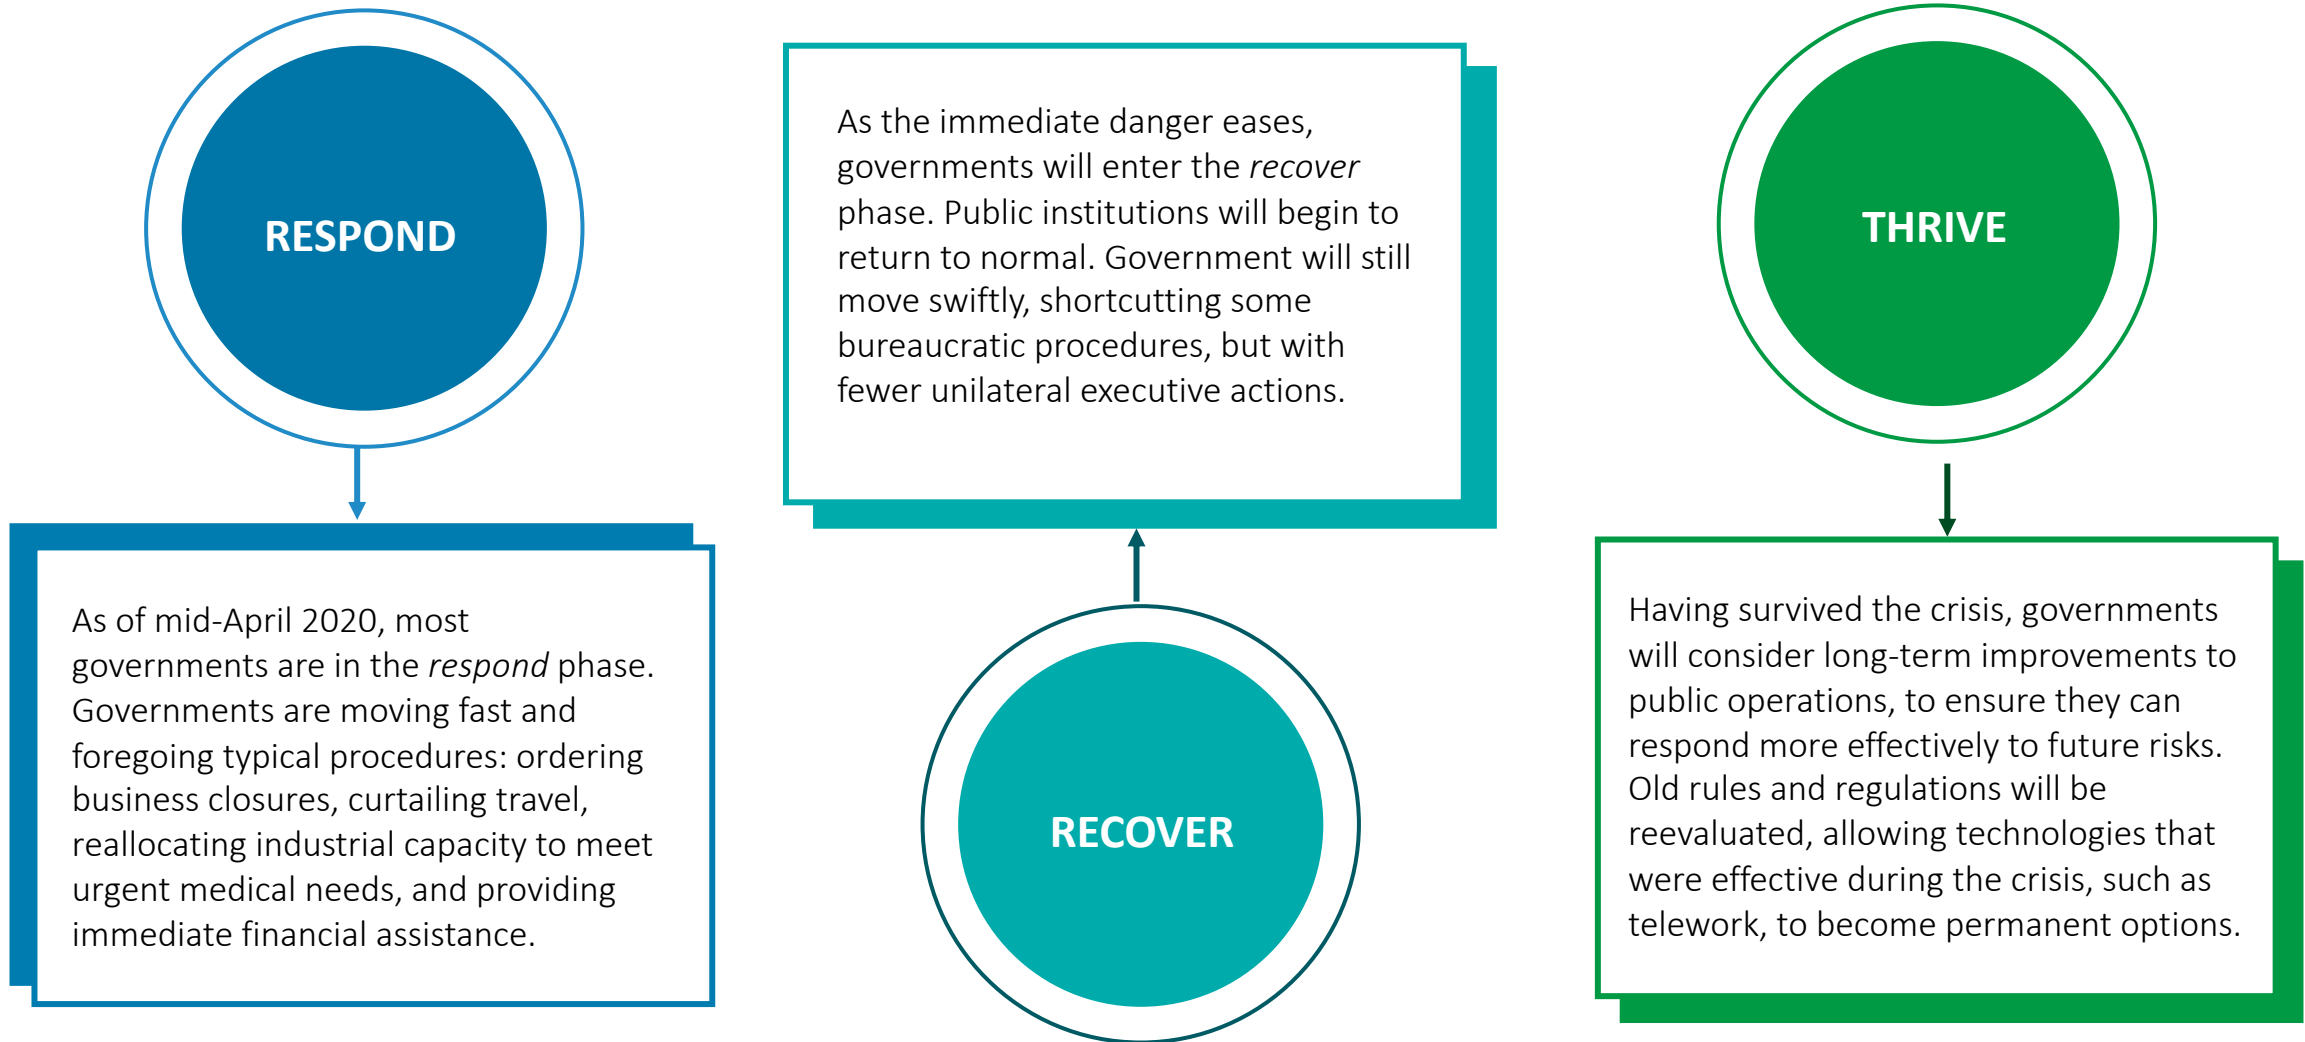 RESPOND
As of mid-April 2020, most
governments are in the respond phase.
Governments are moving fast and
foregoing typical procedures: ordering
business closures, curtailing travel,
reallocating industrial capacity to meet
urgent medical needs, and providing
immediate financial assistance.
As the immediate danger eases,
governments will enter the recover
phase. Public institutions will begin to
return to normal. Government will still
move swiftly, shortcutting some
bureaucratic procedures, but with
fewer unilateral executive actions.
RECOVER
THRIVE
Having survived the crisis, governments
will consider long-term improvements to
public operations, to ensure they can
respond more effectively to future risks.
Old rules and regulations will be
reevaluated, allowing technologies that
were effective during the crisis, such as
telework, to become permanent options.